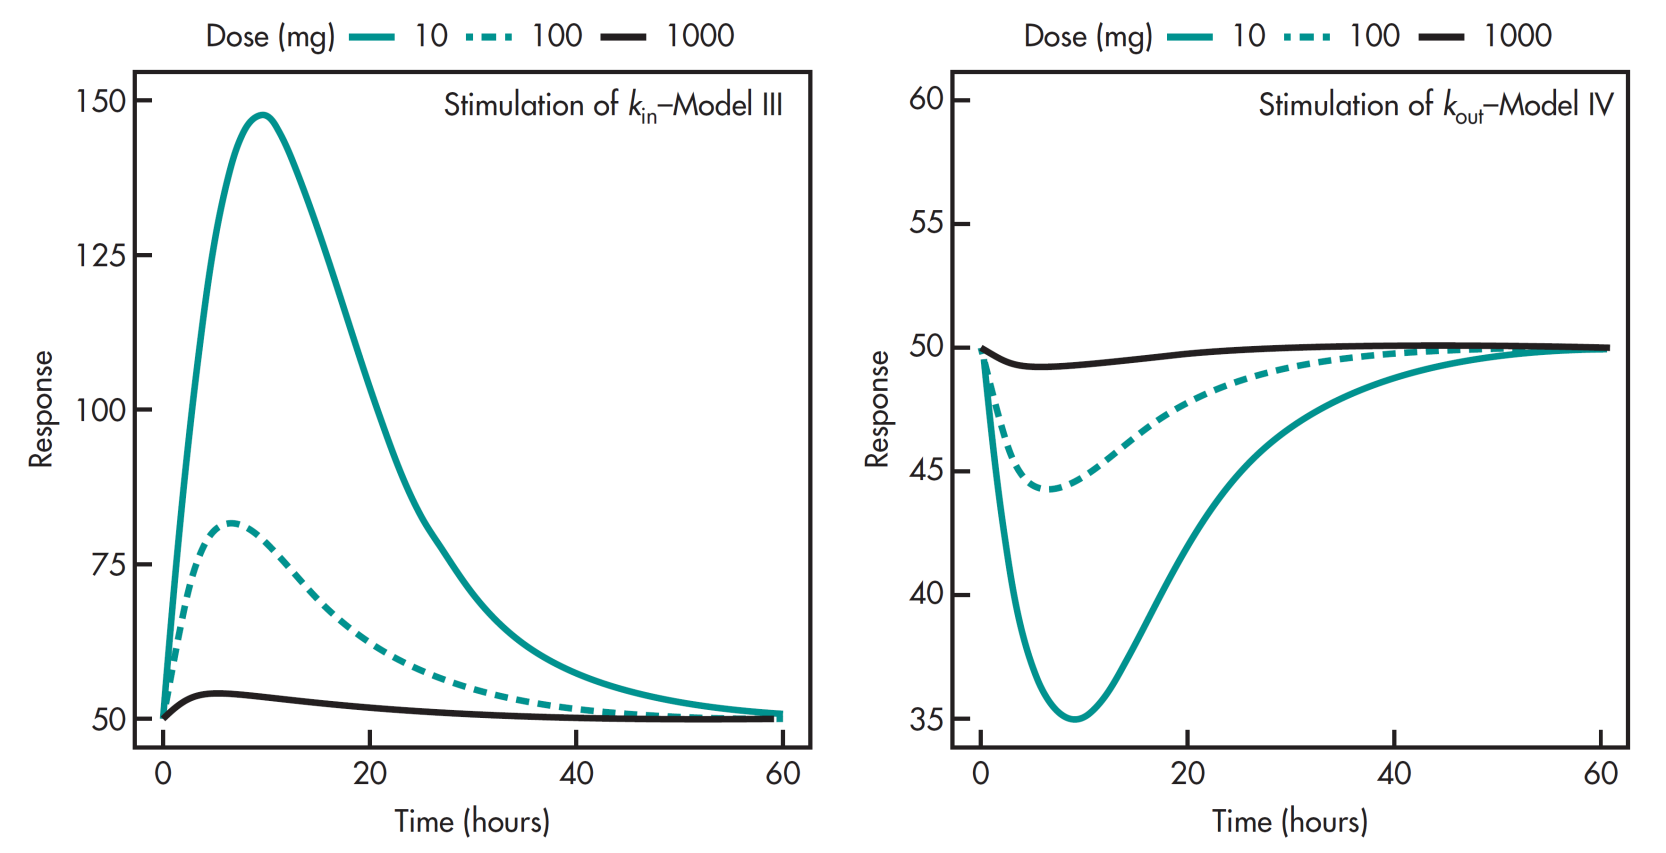 Dose (mg) 10 100 1000
150
125
100
75
50
Response
Stimulation of kin–Model III
0 20 40 60
Time (hours)
Dose (mg) 10 100 1000
60
55
50
45
40
35
Response
Stimulation of kout–Model IV
0 20 40 60
Time (hours)